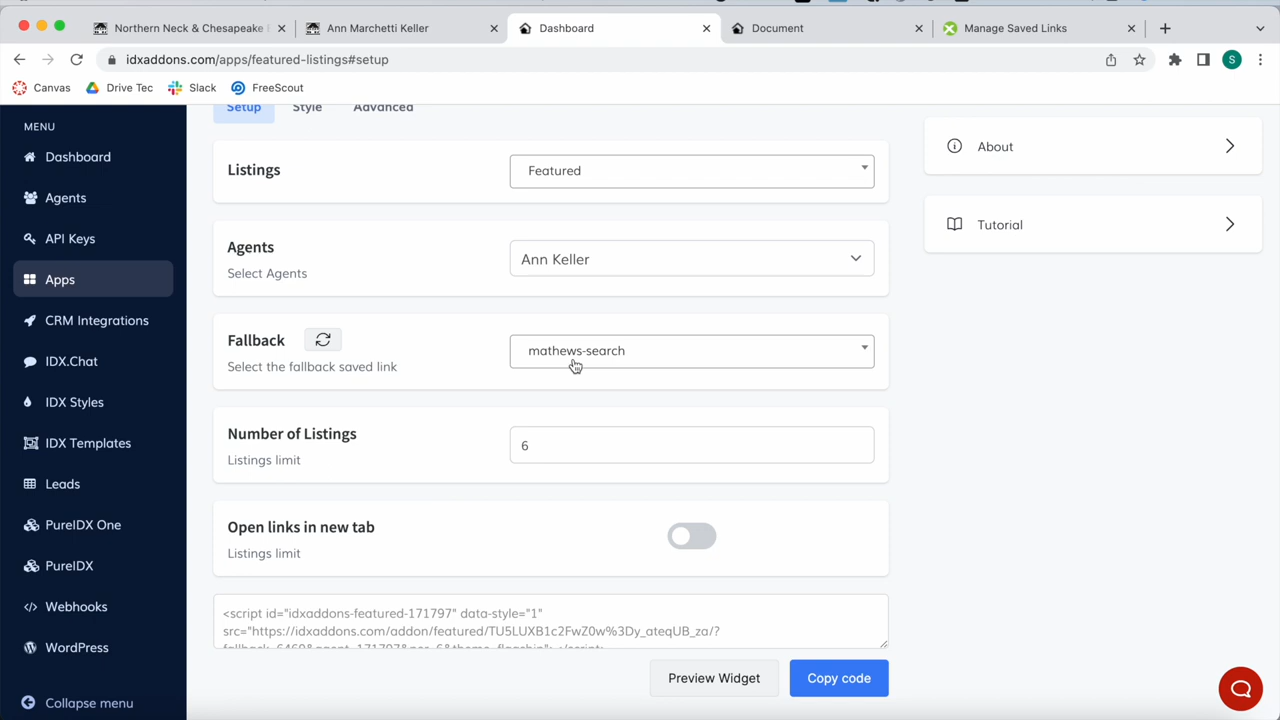 Northern Neck & Chesapeake
Ann Marchetti Keller
Dashboard
Document
Manage Saved Links
idxaddons.com/apps/featured-listings#setup
S
Canvas
Drive Tec
Slack
FreeScout
MENU
Dashboard
Agents
API Keys
Apps
CRM Integrations
IDX.Chat
IDX Styles
IDX Templates
Leads
PureIDX One
PureIDX
Webhooks
WordPress
Collapse menu
Setup
Style
Advanced
Listings
Featured
Agents
Select Agents
Ann Keller
Fallback
Select the fallback saved link
mathews-search
Number of Listings
Listings limit
6
Open links in new tab
Listings limit
<script id="idxaddons-featured-171797" data-style="1"
src="https://idxaddons.com/addon/featured/TU5LUXB1c2FwZ0w%3Dy_ateqUB_za/?
Preview Widget
Copy code
About
Tutorial